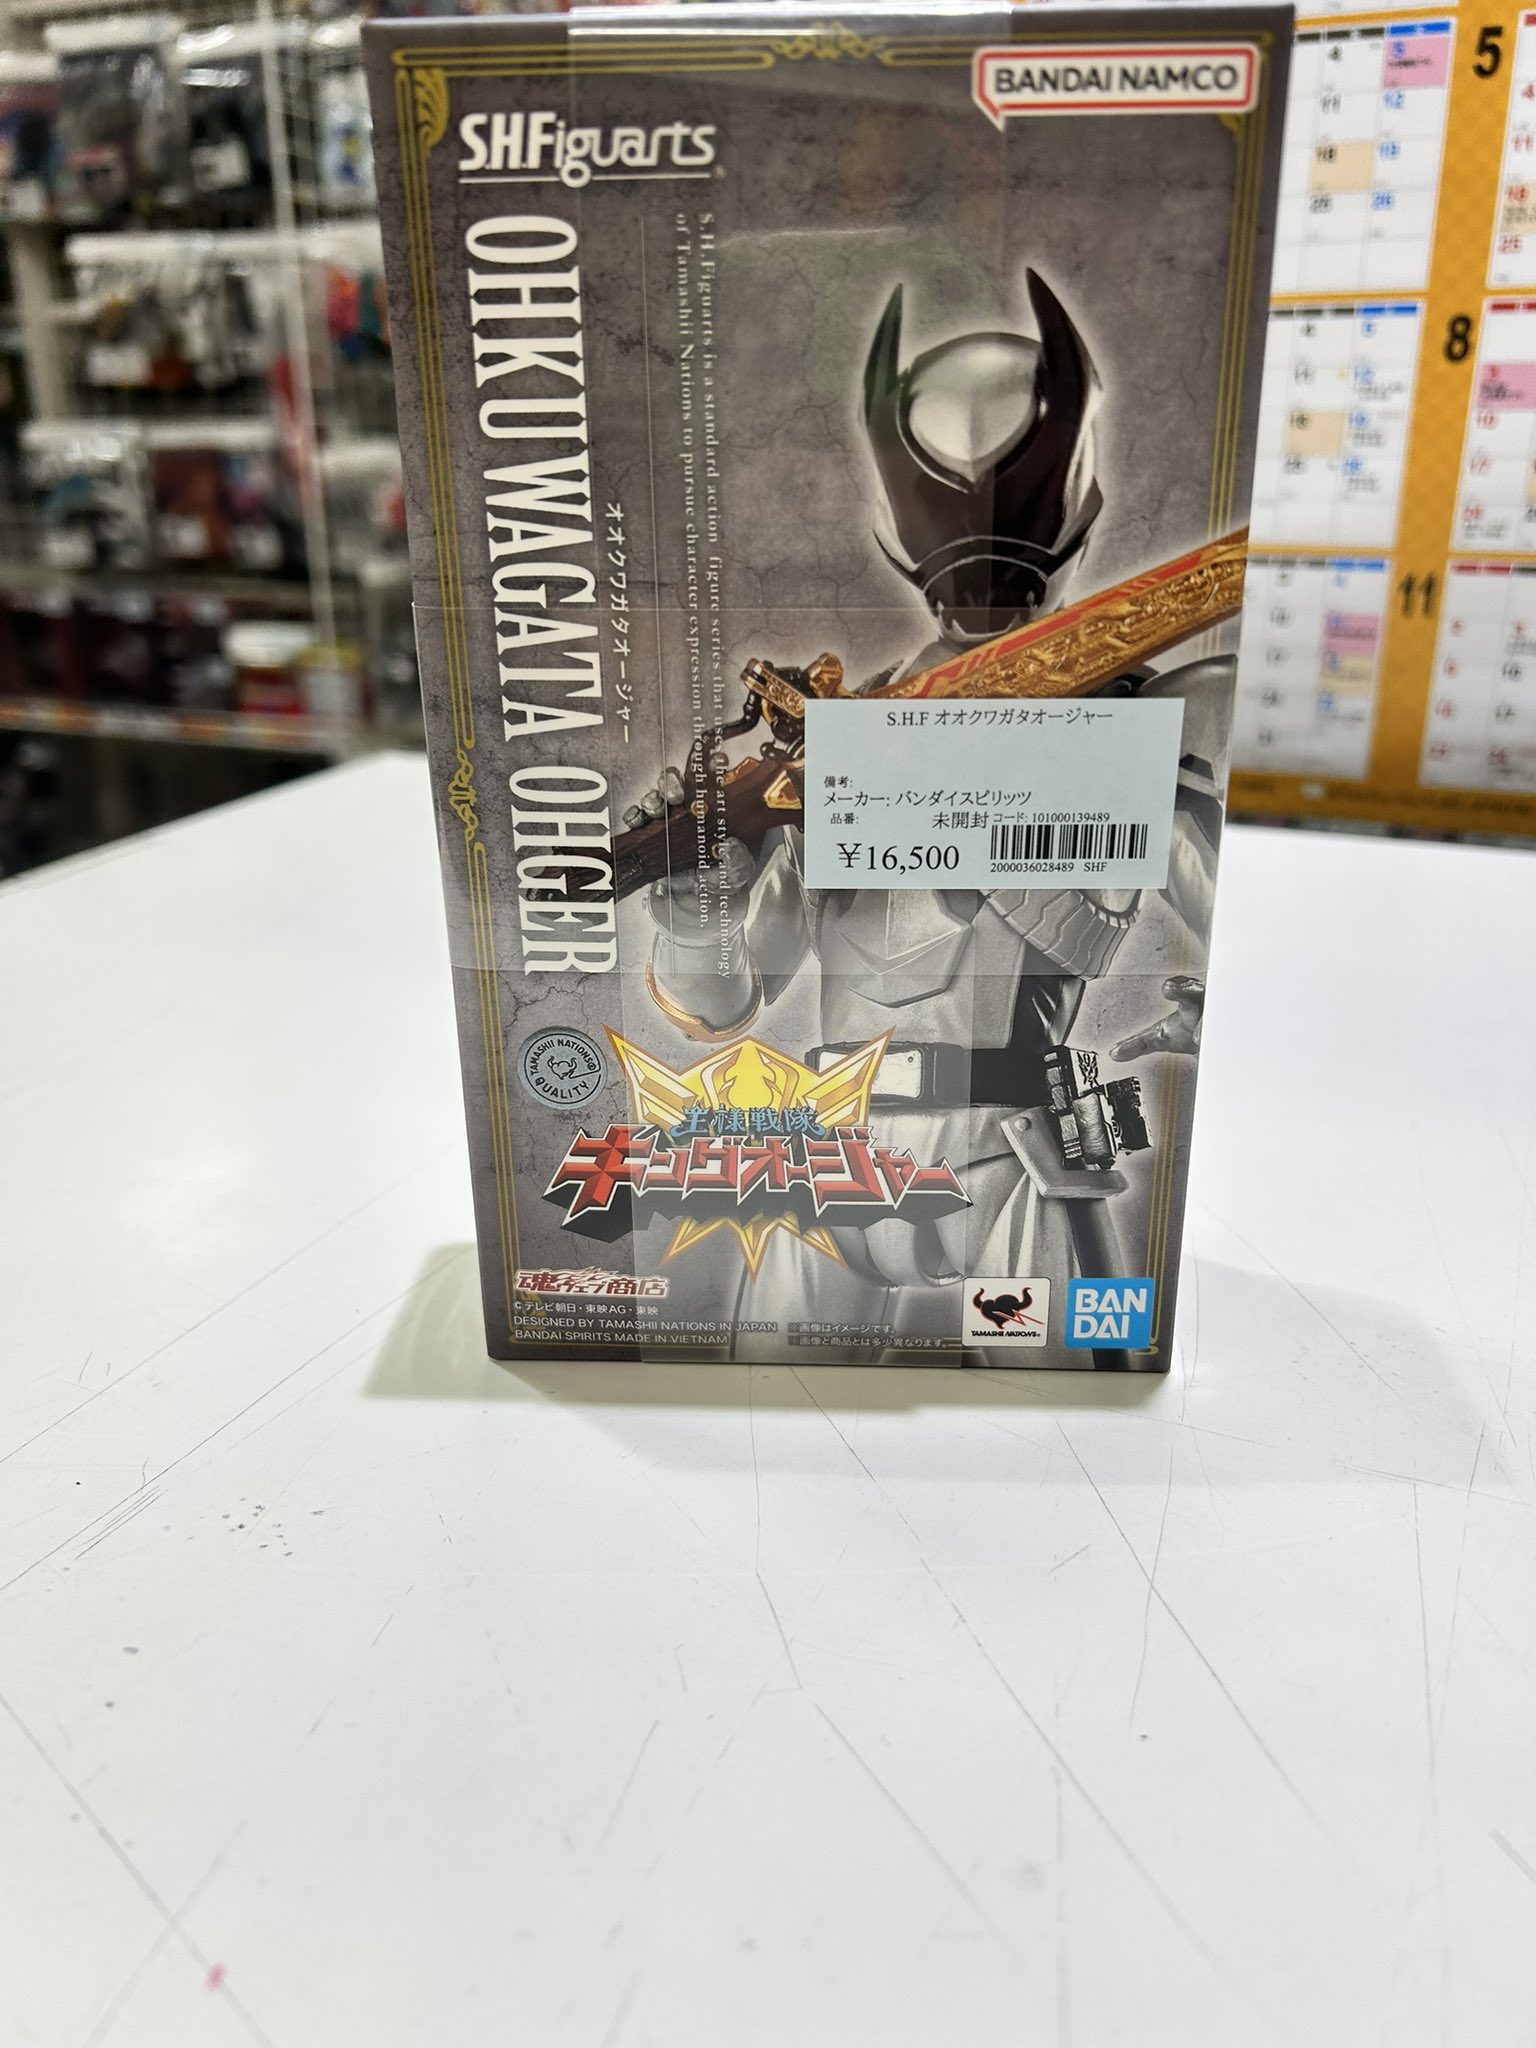 BANDAI NAMCO
S.H.Figuarts
OHKUWAGATA OHGER
オオクワガタオージャー
S.H.Figuarts is a standard action figure series that uses the art style and technology
of Tamashii Nations to pursue character expression through humanoid action.
S.H.F オオクワガタオージャー
備考:
メーカー: バンダイスピリッツ
品番:
未開封 コード: 101000139489
¥16,500
2000036028489 SHF
TAMASHII NATIONS QUALITY
王様戦隊
キングオージャー
魂ウェブ商店
©テレビ朝日・東映AG・東映
DESIGNED BY TAMASHII NATIONS IN JAPAN
BANDAI SPIRITS MADE IN VIETNAM
※画像はイメージです。
※画像と商品とは多少異なります。
TAMASHII NATIONS
BAN
DAI
5
8
11